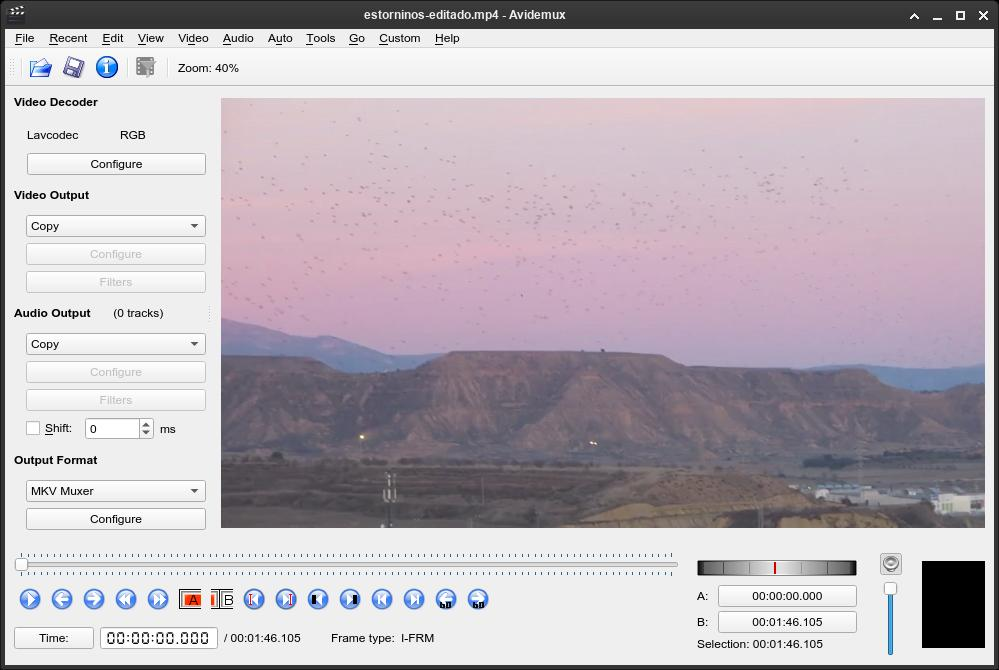 estorninos-editado.mp4 - Avidemux
File Recent Edit View Video Audio Auto Tools Go Custom Help
Zoom: 40%
Video Decoder
Lavcodec RGB
Configure
Video Output
Copy
Configure
Filters
Audio Output (0 tracks)
Copy
Configure
Filters
Shift: 0 ms
Output Format
MKV Muxer
Configure
A B 60 60
Time: 00:00:00.000 / 00:01:46.105 Frame type: I-FRM
A: 00:00:00.000
B: 00:01:46.105
Selection: 00:01:46.105